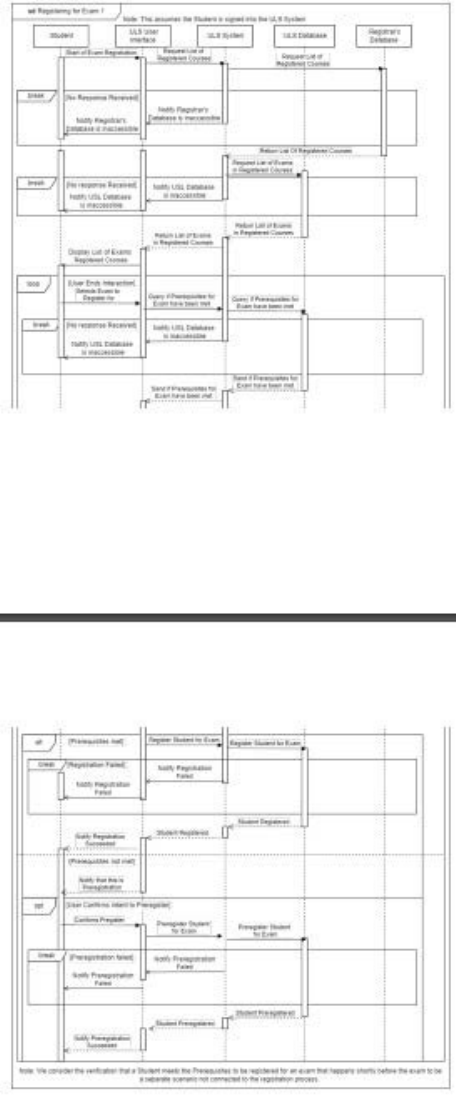 sd Registering for Exam 1
Note: This assumes the Student is signed into the ULS System
Student
ULS User
Interface
ULS System
ULS Database
Registrar's
Database
Start of Exam Registration
Request List of
Registered Courses
Request List of
Registered Courses
break
[No Response Received]
Notify Registrar's
Database is inaccessible
Notify Registrar's
Database is inaccessible
Return List Of Registered Courses
Request List of Exams
in Registered Courses
break
[No response Received]
Notify USL Database
is inaccessible
Notify USL Database
is inaccessible
Return List of Exams
in Registered Courses
Return List of Exams
in Registered Courses
Display List of Exams
Registered Courses
loop
[User Ends Interaction]
Selects Exam to
Register for
Query if Prerequisites for
Exam have been met
Query if Prerequisites for
Exam have been met
break
[No response Received]
Notify USL Database
is inaccessible
Notify USL Database
is inaccessible
Send if Prerequisites for
Exam have been met
Send if Prerequisites for
Exam have been met
alt
[Prerequisites met]
Register Student for Exam
Register Student for Exam
break
[Registration Failed]
Notify Registration
Failed
Notify Registration
Failed
Student Registered
Student Registered
Notify Registration
Succeeded
[Prerequisites not met]
Notify that this is
Preregistration
opt
[User Confirms Intent to Preregister]
Confirms Pregister
Preregister Student
for Exam
Preregister Student
for Exam
break
[Preregistration failed]
Notify Preregistration
Failed
Notify Preregistration
Failed
Student Preregistered
Student Preregistered
Notify Preregistration
Succeeded
Note: We consider the verification that a Student meets the Prerequisites to be registered for an exam that happens shortly before the exam to be
a separate scenario not connected to the registration process.